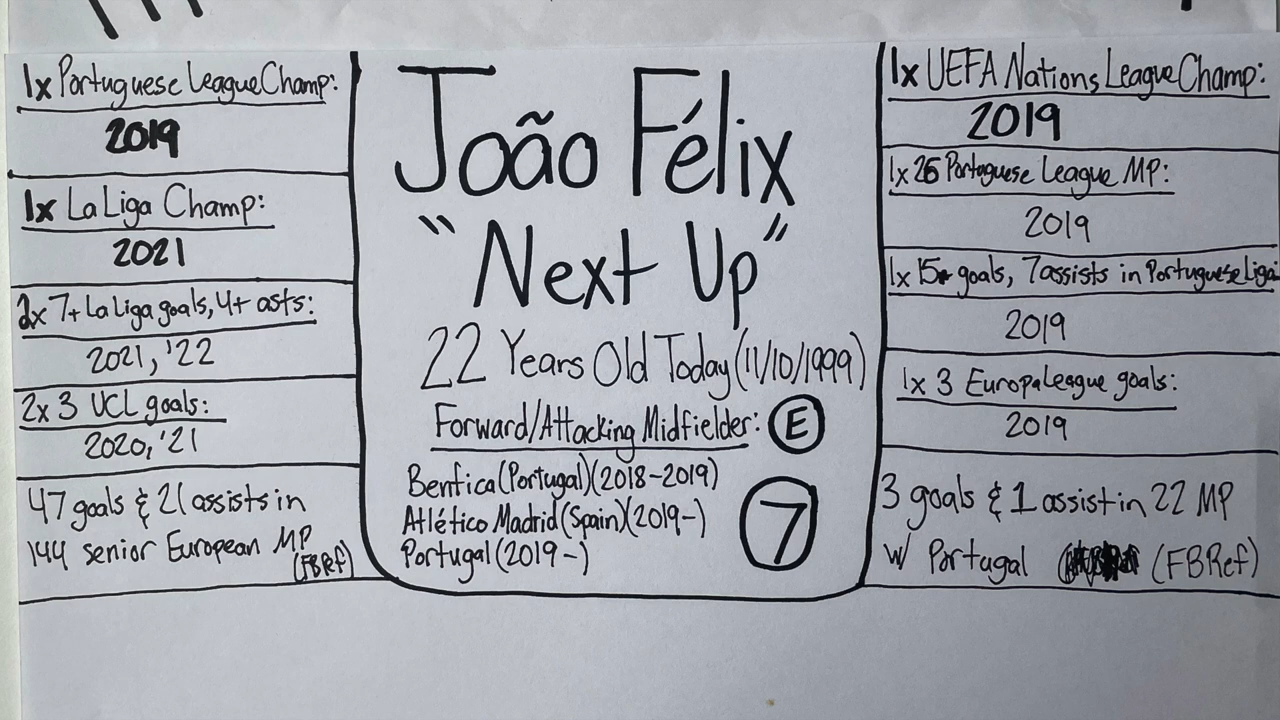 1x Portuguese League Champ:
2019
1x La Liga Champ:
2021
2x 7+ La Liga goals, 4+ asts:
2021, '22
2x 3 UCL goals:
2020, '21
47 goals & 21 assists in
144 senior European MP
(FBRef)
João Félix
"Next Up"
22 Years Old Today (11/10/1999)
Forward/Attacking Midfielder: E
Benfica (Portugal) (2018-2019)
Atlético Madrid (Spain) (2019-)
Portugal (2019-)
7
1x UEFA Nations League Champ:
2019
1x 26 Portuguese League MP:
2019
1x 15 goals, 7 assists in Portuguese Liga:
2019
1x 3 Europa League goals:
2019
3 goals & 1 assist in 22 MP
w/ Portugal (FBRef)